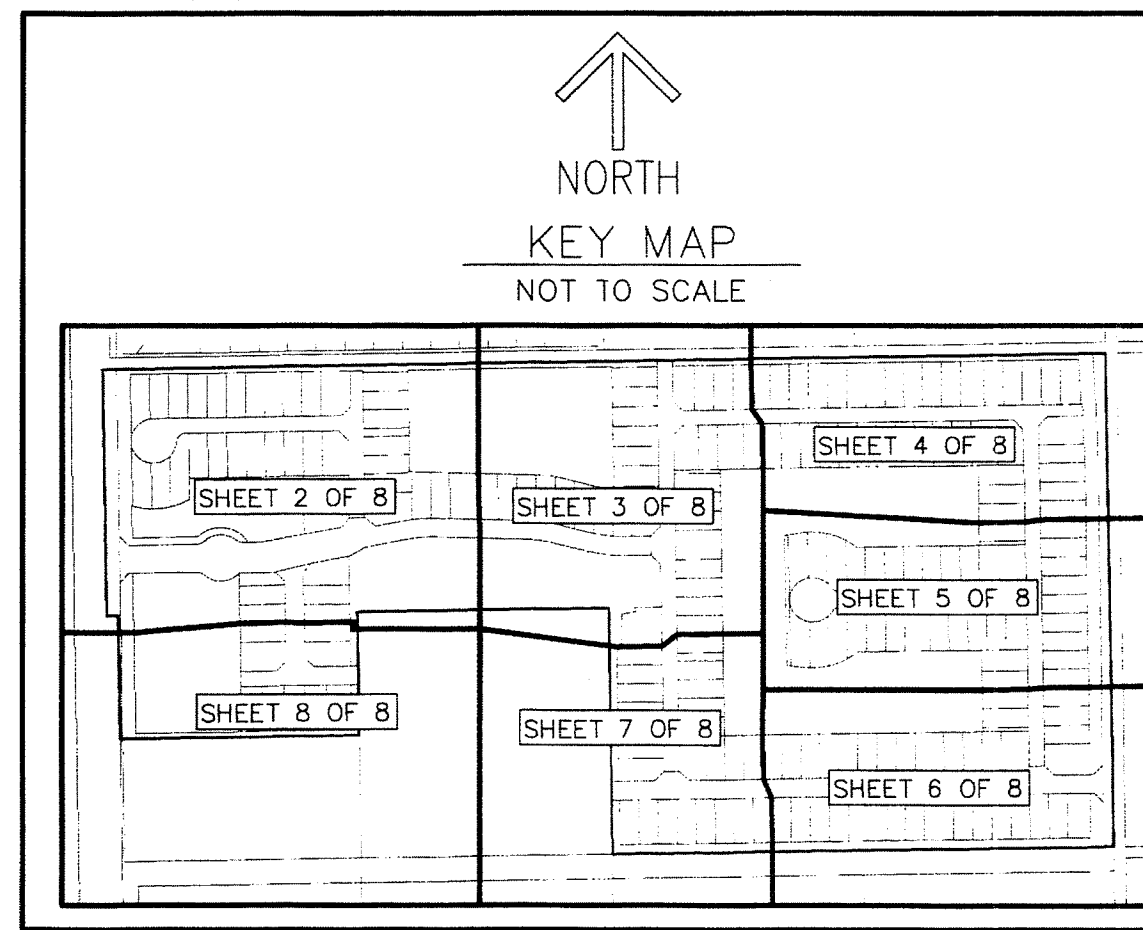 NORTH
KEY MAP
NOT TO SCALE
SHEET 4 OF 8
SHEET 2 OF 8
SHEET 3 OF 8
SHEET 5 OF 8
SHEET 8 OF 8
SHEET 7 OF 8
SHEET 6 OF 8